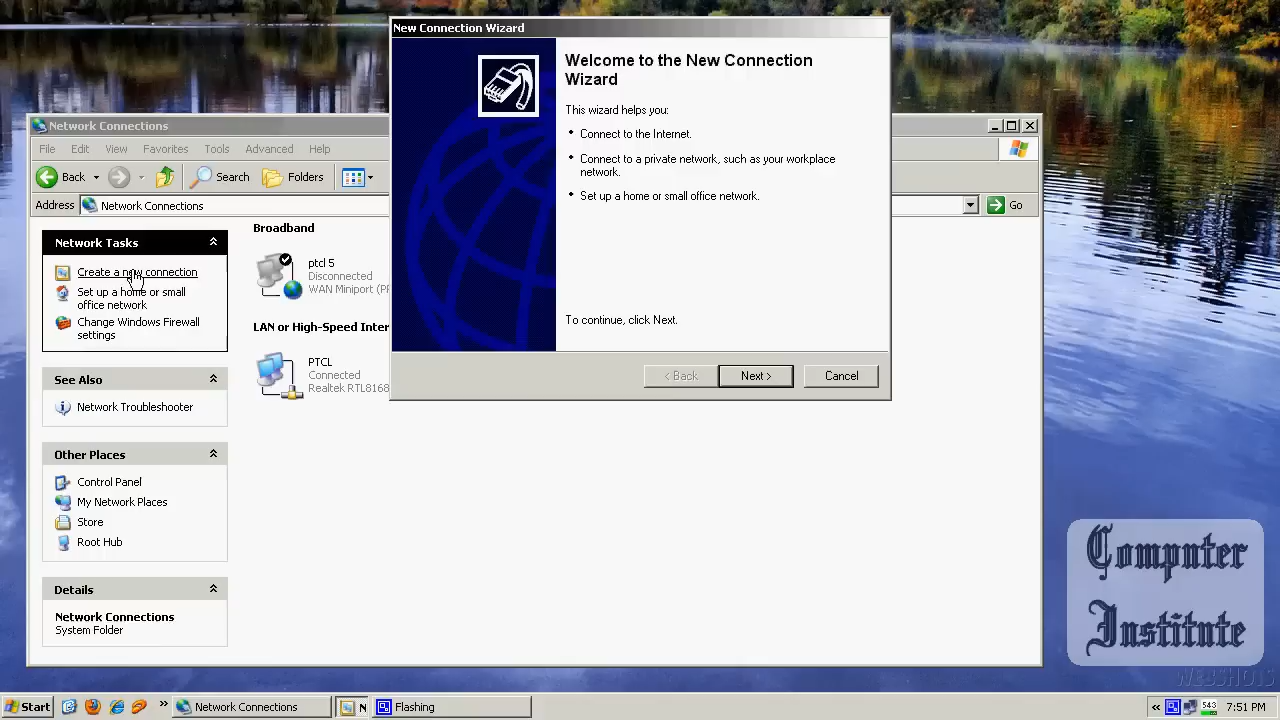 New Connection Wizard
Welcome to the New Connection
Wizard
This wizard helps you:
• Connect to the Internet.
• Connect to a private network, such as your workplace
network.
• Set up a home or small office network.
To continue, click Next.
< Back
Next >
Cancel
Network Connections
File Edit View Favorites Tools Advanced Help
Back
Search
Folders
Address
Network Connections
Go
Network Tasks
Create a new connection
Set up a home or small
office network
Change Windows Firewall
settings
See Also
Network Troubleshooter
Other Places
Control Panel
My Network Places
Store
Root Hub
Details
Network Connections
System Folder
Broadband
ptcl 5
Disconnected
WAN Miniport (PP
LAN or High-Speed Inter
PTCL
Connected
Realtek RTL8168
Computer
Institute
WEBSHOTS
Start
Network Connections
N
Flashing
543
7:51 PM